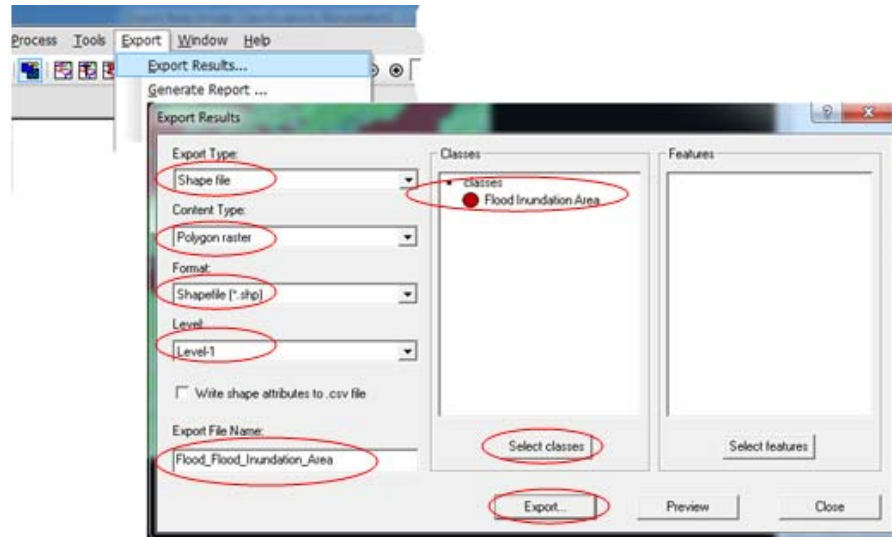 Process Tools Export Window Help
Export Results...
Generate Report ...
Export Results
Export Type:
Shape file
Content Type:
Polygon raster
Format:
Shapefile (*.shp)
Level:
Level-1
Write shape attributes to .csv file
Export File Name:
Flood_Flood_Inundation_Area
Classes
classes
Flood Inundation Area
Select classes
Features
Select features
Export...
Preview
Close